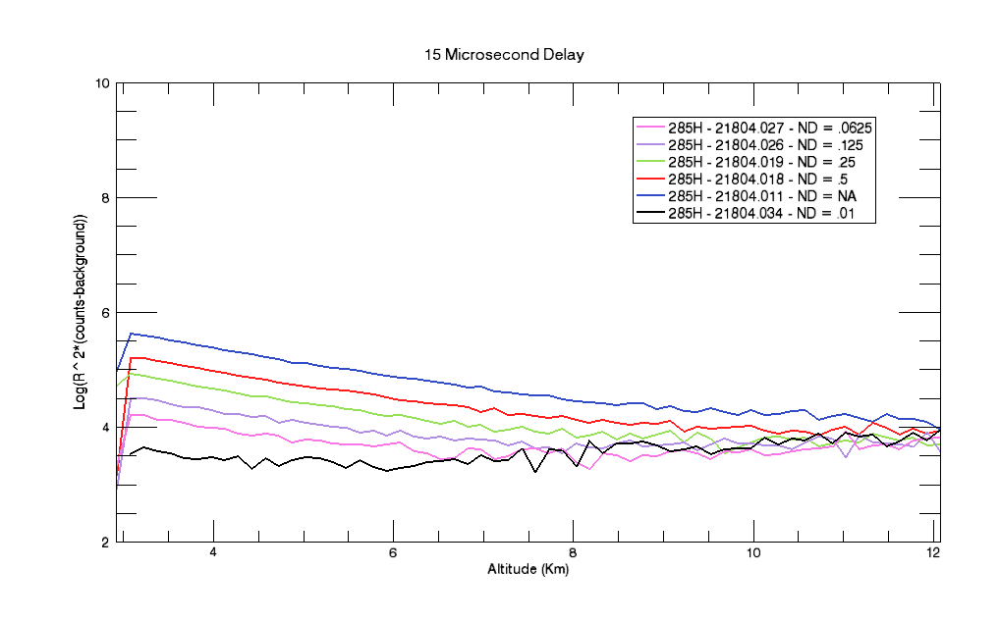 15 Microsecond Delay
10
8
6
4
2
Log(R^2*(counts-background))
285H - 21804.027 - ND = .0625
285H - 21804.026 - ND = .125
285H - 21804.019 - ND = .25
285H - 21804.018 - ND = .5
285H - 21804.011 - ND = NA
285H - 21804.034 - ND = .01
4 6 8 10 12
Altitude (Km)